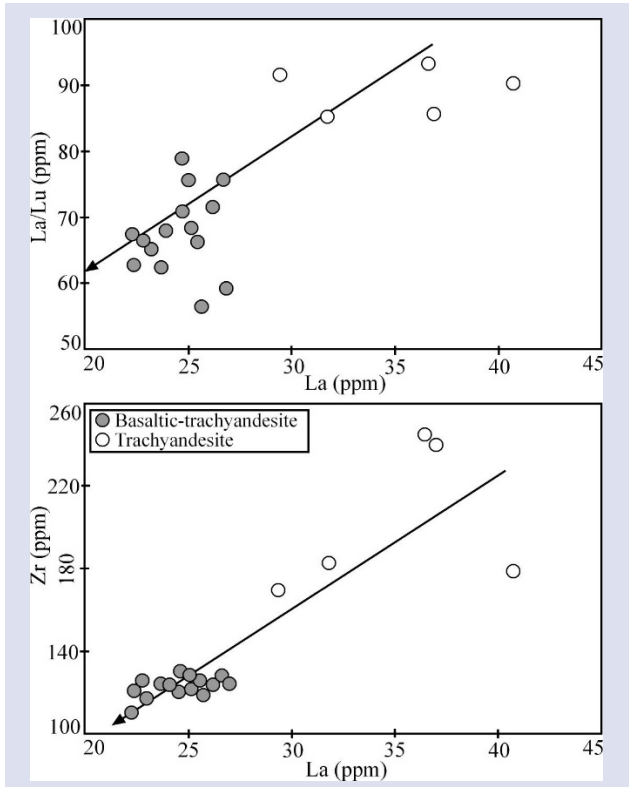 100
90
80
70
60
50
La/Lu (ppm)
20 25 30 35 40 45
La (ppm)
260
220
180
140
100
Zr (ppm)
Basaltic-trachyandesite
Trachyandesite
20 25 30 35 40 45
La (ppm)